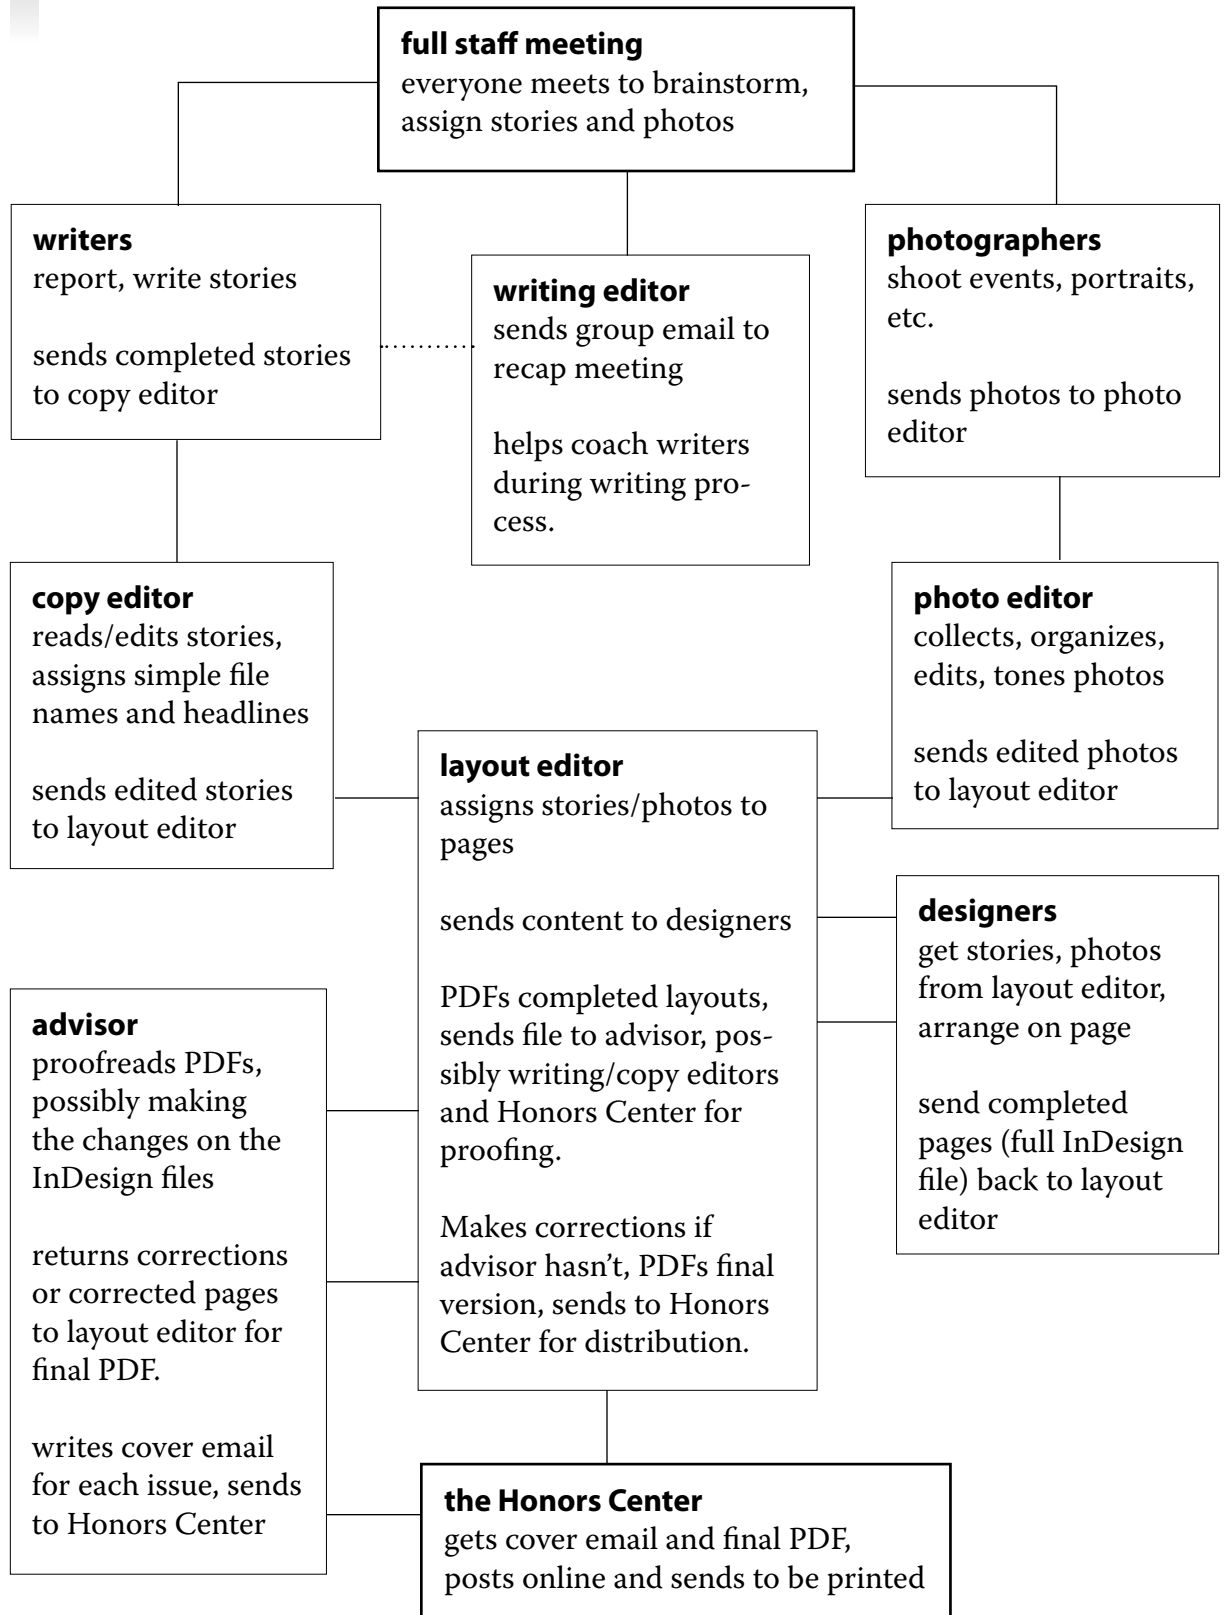 full staff meeting
everyone meets to brainstorm,
assign stories and photos
writers
report, write stories
sends completed stories
to copy editor
writing editor
sends group email to
recap meeting
helps coach writers
during writing pro-
cess.
photographers
shoot events, portraits,
etc.
sends photos to photo
editor
copy editor
reads/edits stories,
assigns simple file
names and headlines
sends edited stories
to layout editor
photo editor
collects, organizes,
edits, tones photos
sends edited photos
to layout editor
layout editor
assigns stories/photos to
pages
sends content to designers
PDFs completed layouts,
sends file to advisor, pos-
sibly writing/copy editors
and Honors Center for
proofing.
Makes corrections if
advisor hasn't, PDFs final
version, sends to Honors
Center for distribution.
designers
get stories, photos
from layout editor,
arrange on page
send completed
pages (full InDesign
file) back to layout
editor
advisor
proofreads PDFs,
possibly making
the changes on the
InDesign files
returns corrections
or corrected pages
to layout editor for
final PDF.
writes cover email
for each issue, sends
to Honors Center
the Honors Center
gets cover email and final PDF,
posts online and sends to be printed